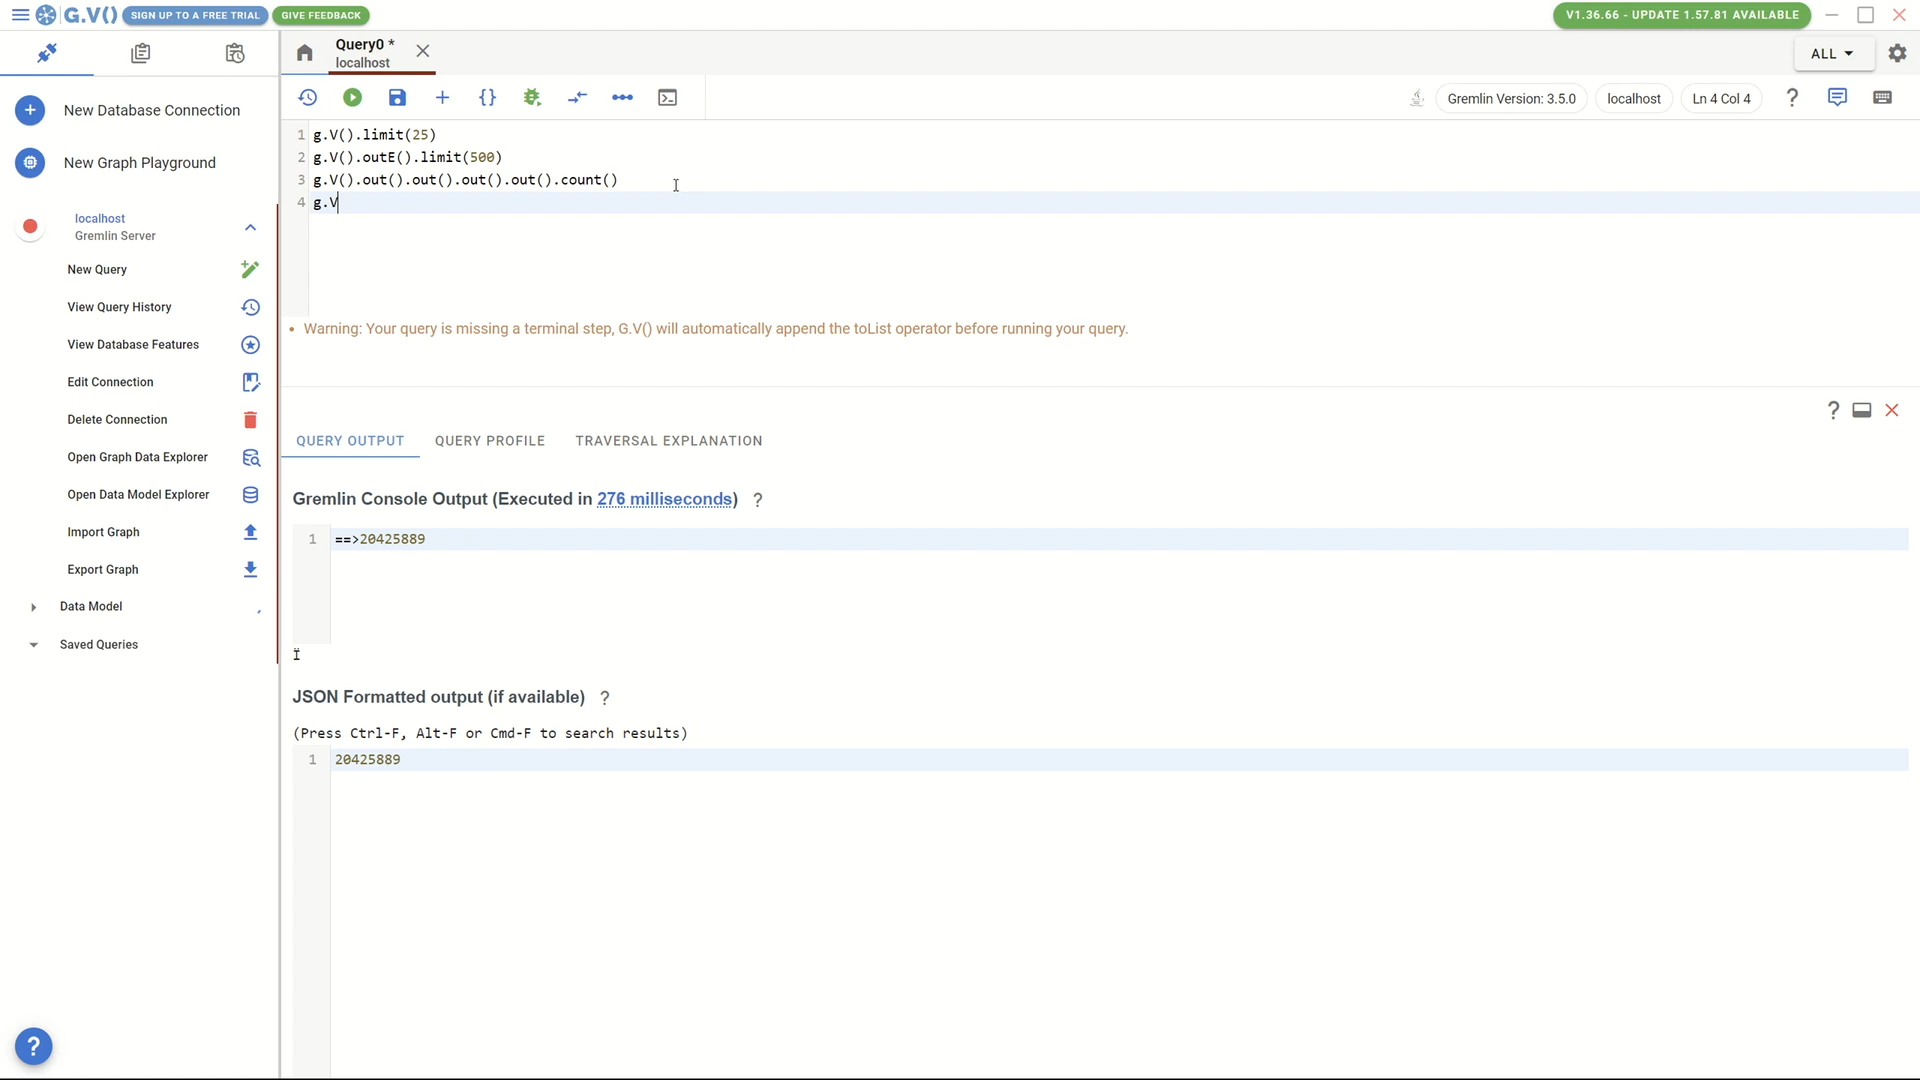 G.V() SIGN UP TO A FREE TRIAL GIVE FEEDBACK V1.36.66 - UPDATE 1.57.81 AVAILABLE
Query0 *
localhost
ALL
New Database Connection
New Graph Playground
localhost
Gremlin Server
New Query
View Query History
View Database Features
Edit Connection
Delete Connection
Open Graph Data Explorer
Open Data Model Explorer
Import Graph
Export Graph
Data Model
Saved Queries
?
Gremlin Version: 3.5.0 localhost Ln 4 Col 4 ?
1 g.V().limit(25)
2 g.V().outE().limit(500)
3 g.V().out().out().out().out().count()
4 g.V
• Warning: Your query is missing a terminal step, G.V() will automatically append the toList operator before running your query.
?
QUERY OUTPUT QUERY PROFILE TRAVERSAL EXPLANATION
Gremlin Console Output (Executed in 276 milliseconds) ?
1 ==>20425889
JSON Formatted output (if available) ?
(Press Ctrl-F, Alt-F or Cmd-F to search results)
1 20425889